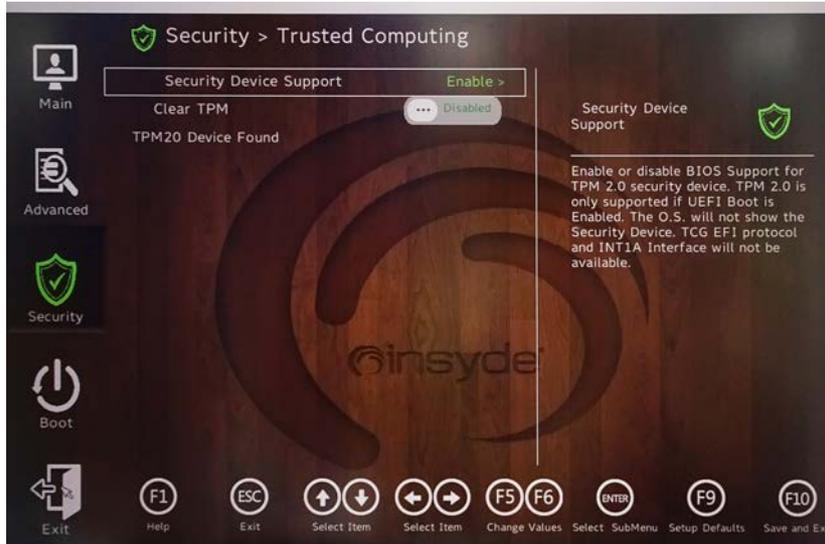 Security > Trusted Computing
Main
Advanced
Security
Boot
Exit
Security Device Support Enable >
Clear TPM ... Disabled
TPM20 Device Found
Security Device
Support
Enable or disable BIOS Support for
TPM 2.0 security device. TPM 2.0 is
only supported if UEFI Boot is
Enabled. The O.S. will not show the
Security Device. TCG EFI protocol
and INT1A Interface will not be
available.
insyde
F1 ESC F5 F6 ENTER F9 F10
Help Exit Select Item Select Item Change Values Select SubMenu Setup Defaults Save and Ex